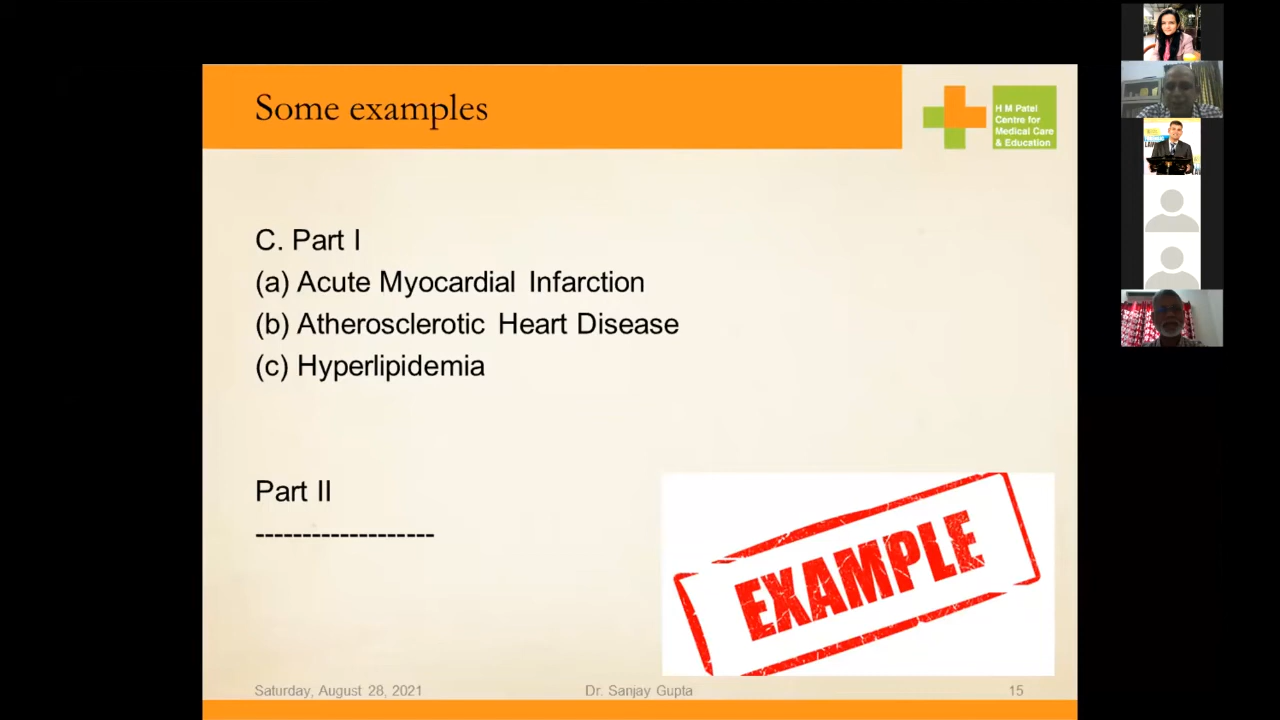 Some examples
H M Patel
Centre for
Medical Care
& Education
C. Part I
(a) Acute Myocardial Infarction
(b) Atherosclerotic Heart Disease
(c) Hyperlipidemia
Part II
-------------------
EXAMPLE
Saturday, August 28, 2021
Dr. Sanjay Gupta
15